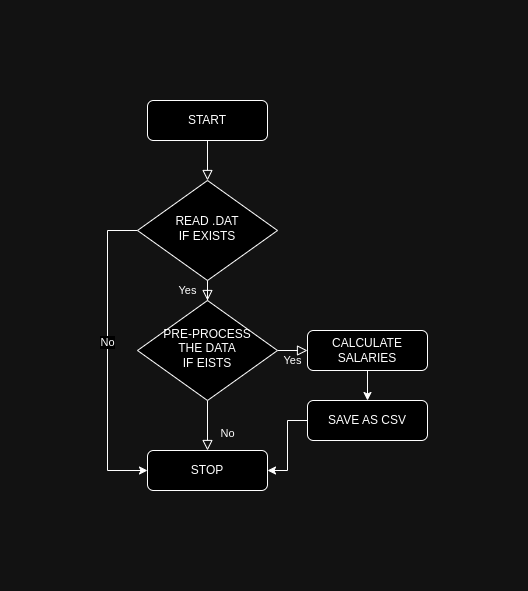 START
READ .DAT
IF EXISTS
Yes
PRE-PROCESS
THE DATA
IF EISTS
Yes
CALCULATE
SALARIES
No
SAVE AS CSV
No
STOP